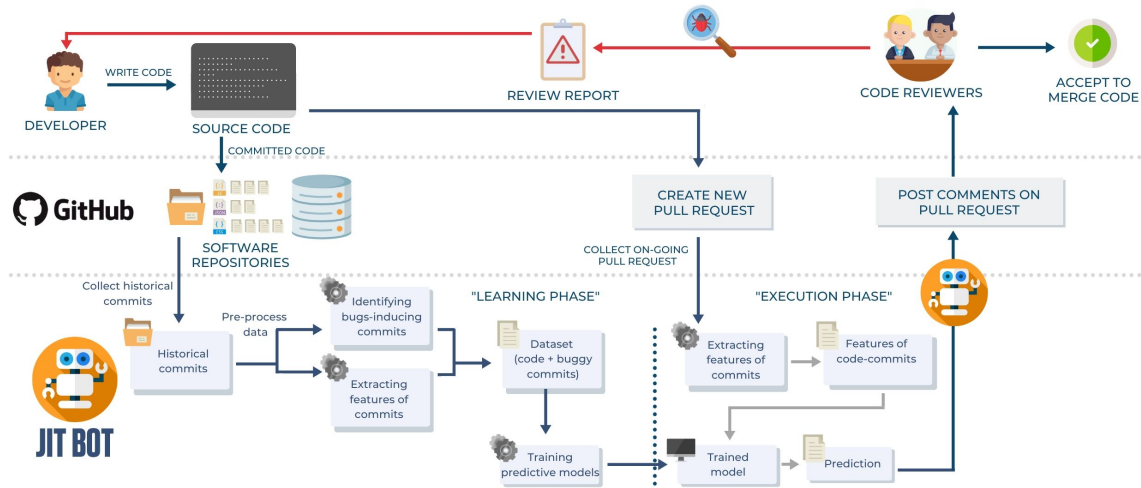 WRITE CODE
DEVELOPER
SOURCE CODE
REVIEW REPORT
CODE REVIEWERS
ACCEPT TO
MERGE CODE
COMMITTED CODE
GitHub
JSON
CSS
SOFTWARE
REPOSITORIES
CREATE NEW
PULL REQUEST
POST COMMENTS ON
PULL REQUEST
COLLECT ON-GOING
PULL REQUEST
Collect historical
commits
"LEARNING PHASE"
"EXECUTION PHASE"
Pre-process
data
Identifying
bugs-inducing
commits
Historical
commits
Extracting
features of
commits
Dataset
(code + buggy
commits)
Training
predictive models
Extracting
features of
commits
Features of
code-commits
Trained
model
Prediction
JIT BOT